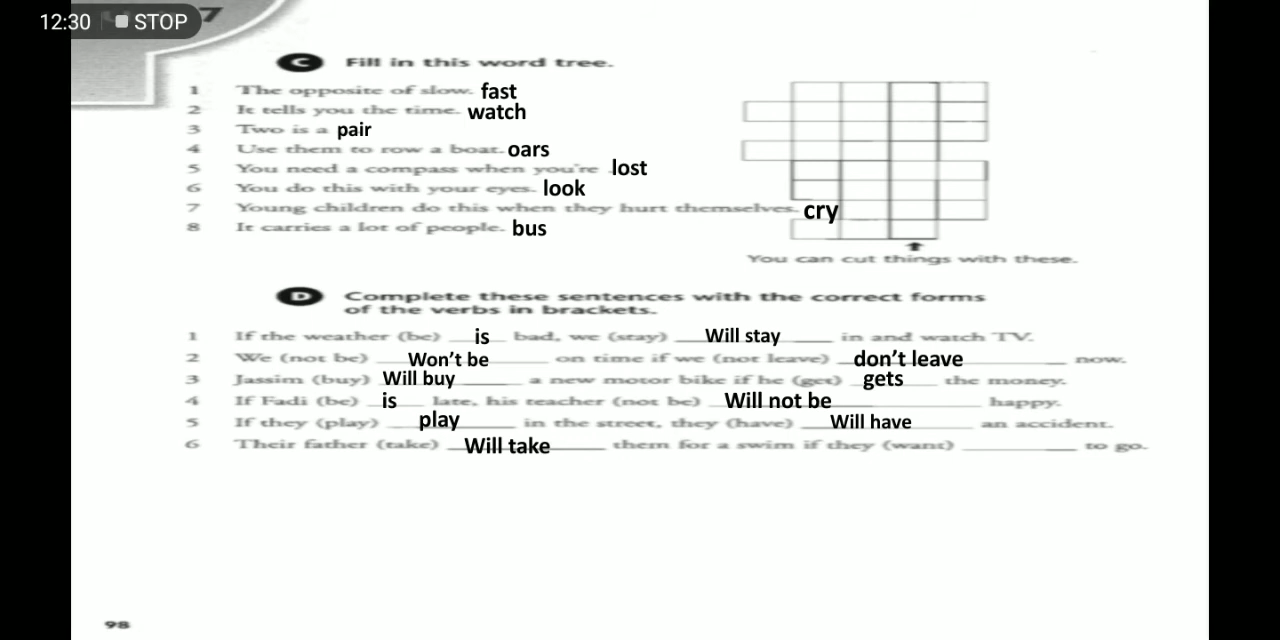 12:30 STOP
7
C Fill in this word tree.
1 The opposite of slow. fast
2 It tells you the time. watch
3 Two is a pair
4 Use them to row a boat. oars
5 You need a compass when you're lost
6 You do this with your eyes. look
7 Young children do this when they hurt themselves. cry
8 It carries a lot of people. bus
You can cut things with these.
D Complete these sentences with the correct forms
of the verbs in brackets.
1 If the weather (be) is bad, we (stay) Will stay in and watch TV.
2 We (not be) Won't be on time if we (not leave) don't leave now.
3 Jassim (buy) Will buy a new motor bike if he (get) gets the money.
4 If Fadi (be) is late, his teacher (not be) Will not be happy.
5 If they (play) play in the street, they (have) Will have an accident.
6 Their father (take) Will take them for a swim if they (want) ______ to go.
98